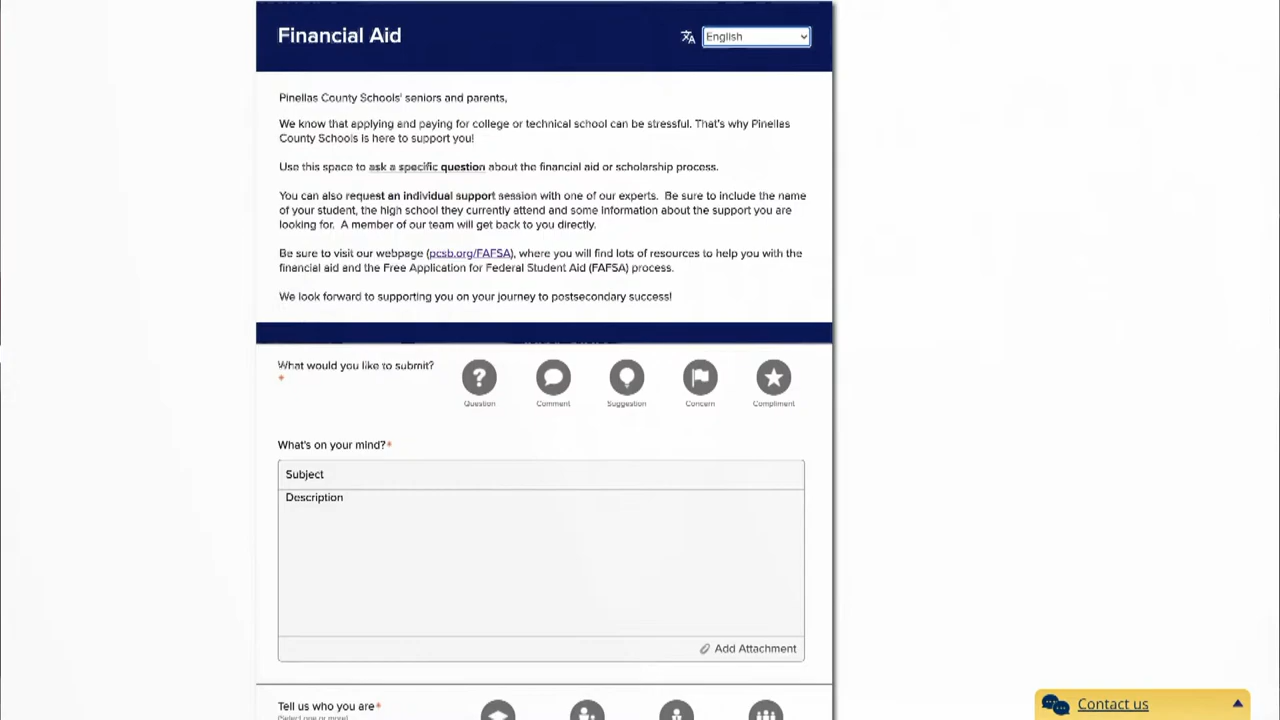 Financial Aid
English
Pinellas County Schools' seniors and parents,
We know that applying and paying for college or technical school can be stressful. That's why Pinellas
County Schools is here to support you!
Use this space to ask a specific question about the financial aid or scholarship process.
You can also request an individual support session with one of our experts. Be sure to include the name
of your student, the high school they currently attend and some information about the support you are
looking for. A member of our team will get back to you directly.
Be sure to visit our webpage (pcsb.org/FAFSA), where you will find lots of resources to help you with the
financial aid and the Free Application for Federal Student Aid (FAFSA) process.
We look forward to supporting you on your journey to postsecondary success!
What would you like to submit?
*
Question Comment Suggestion Concern Compliment
What's on your mind?*
Subject
Description
Add Attachment
Tell us who you are*
(Select one or more)
Contact us